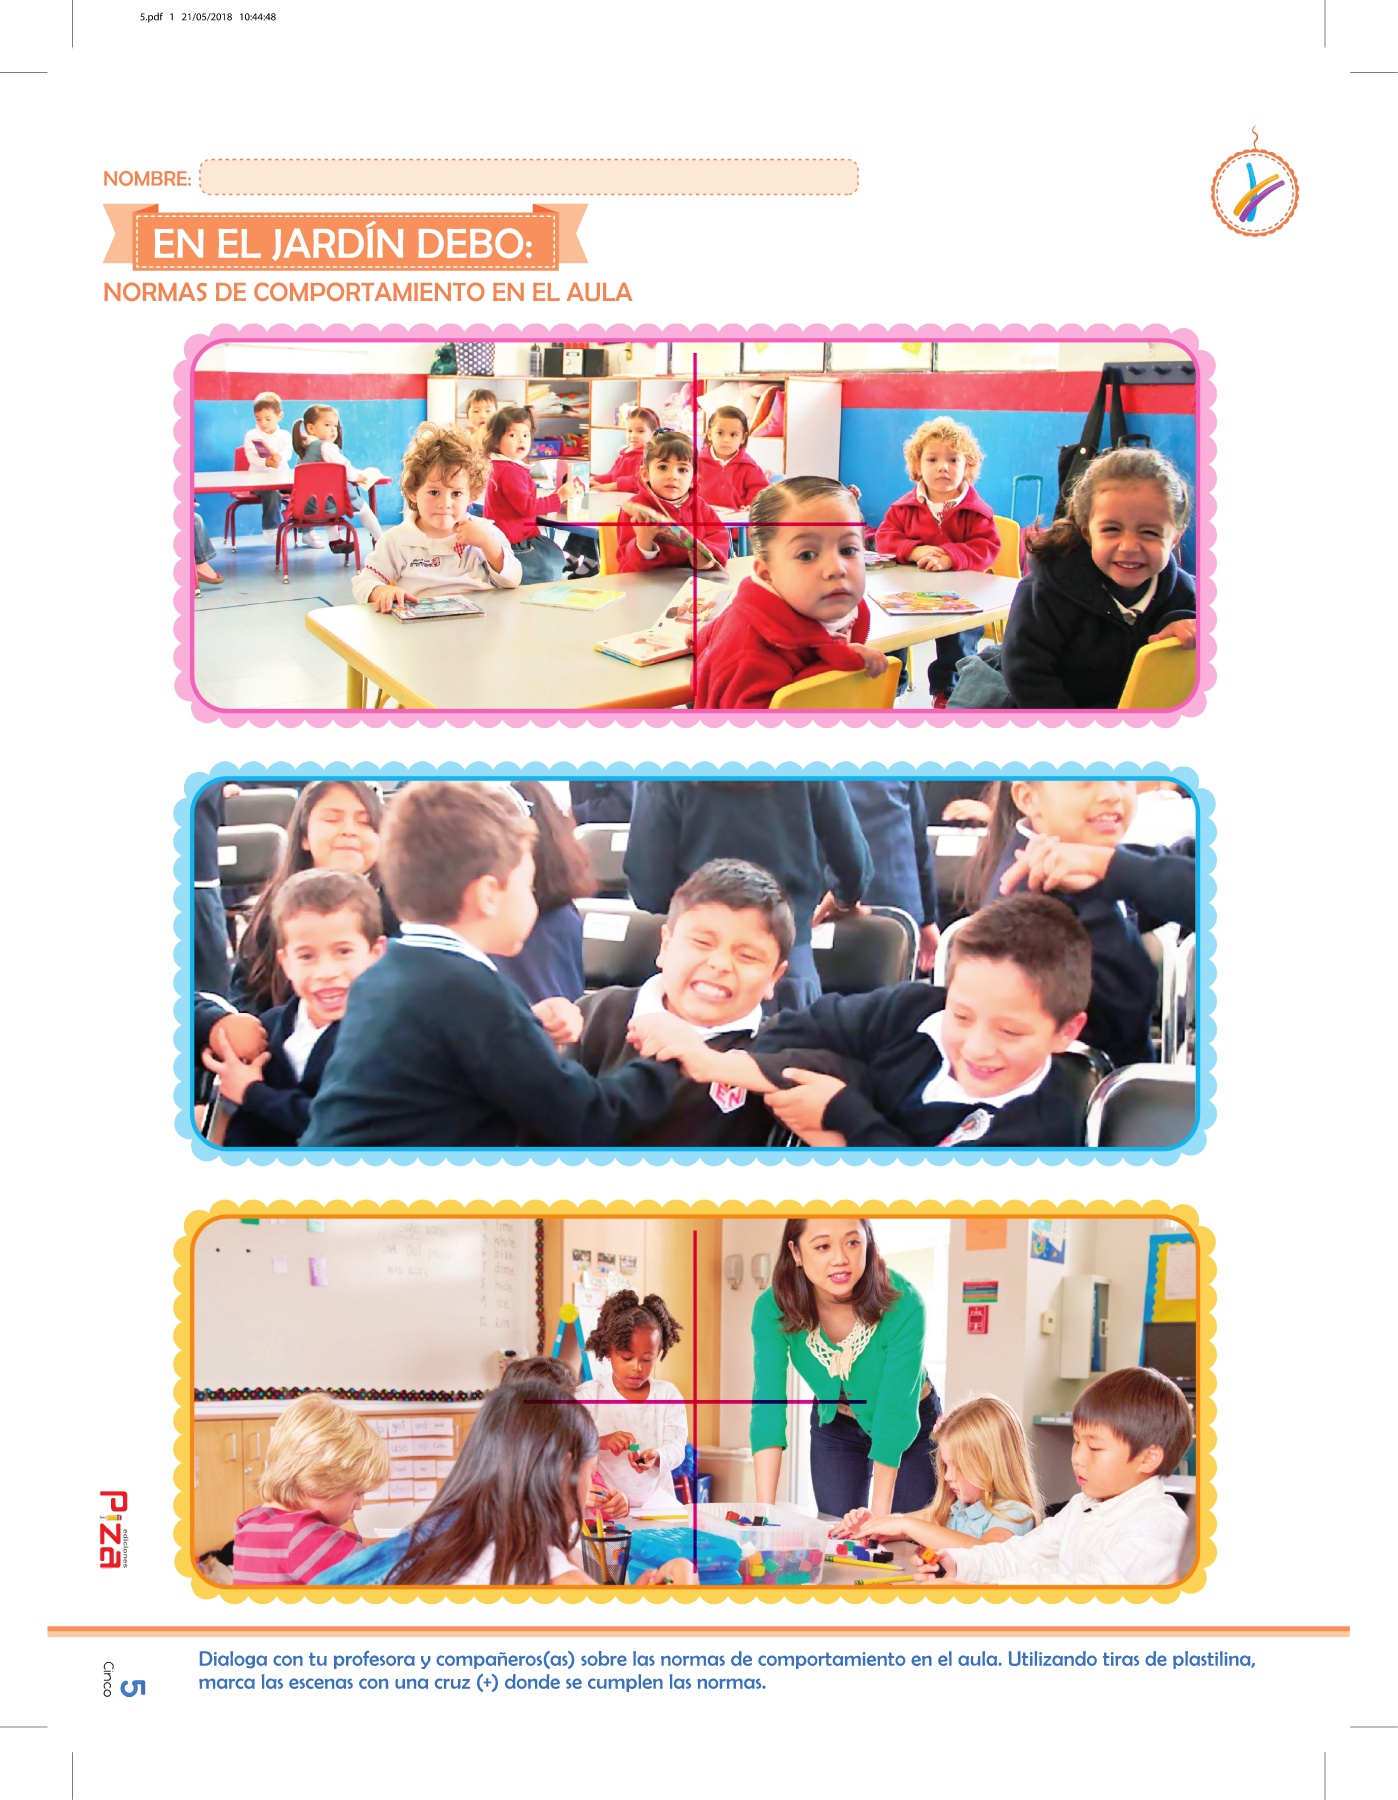 5.pdf 1 21/05/2018 10:44:48
NOMBRE:
EN EL JARDÍN DEBO:
NORMAS DE COMPORTAMIENTO EN EL AULA
EN
piza
ediciones
5
Cinco
Dialoga con tu profesora y compañeros(as) sobre las normas de comportamiento en el aula. Utilizando tiras de plastilina,
marca las escenas con una cruz (+) donde se cumplen las normas.